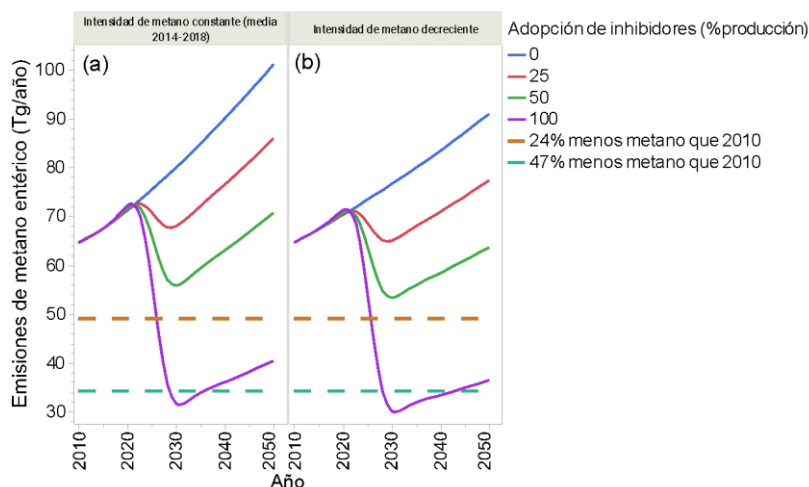 Intensidad de metano constante (media
2014-2018)
Intensidad de metano decreciente
Adopción de inhibidores (%producción)
0
25
50
100
24% menos metano que 2010
47% menos metano que 2010
(a)
(b)
Emisiones de metano entérico (Tg/año)
100
90
80
70
60
50
40
30
2010
2020
2030
2040
2050
2010
2020
2030
2040
2050
Año